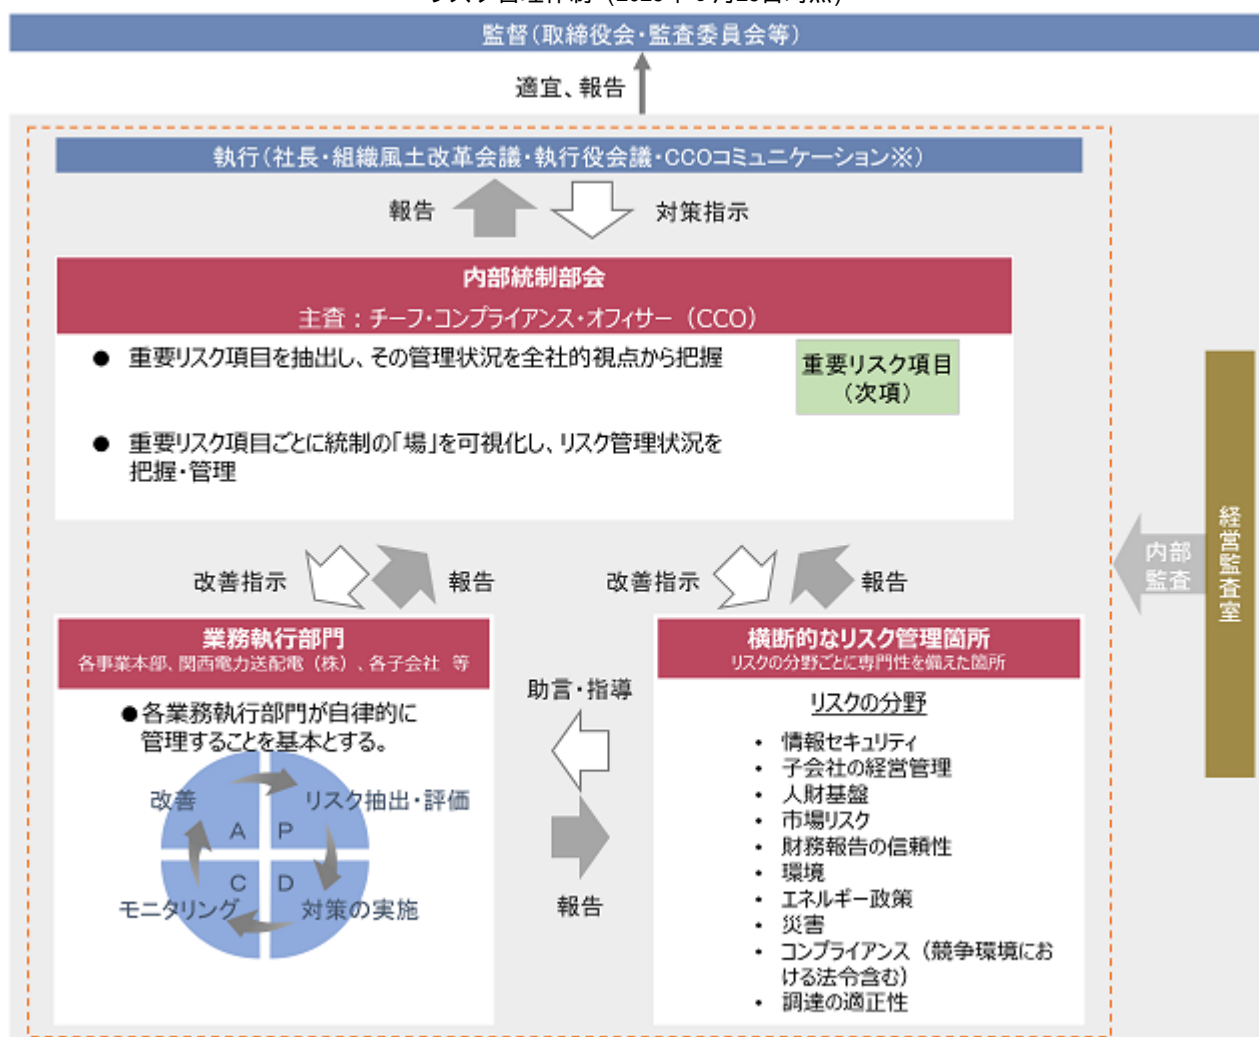 監督(取締役会・監査委員会等)
適宜、報告
執行(社長・組織風土改革会議・執行役会議・CCOコミュニケーション※)
報告
対策指示
内部統制部会
主査：チーフ・コンプライアンス・オフィサー（CCO）
● 重要リスク項目を抽出し、その管理状況を全社的視点から把握
重要リスク項目
（次項）
● 重要リスク項目ごとに統制の「場」を可視化し、リスク管理状況を
把握・管理
経営監査室
内部
監査
改善指示
報告
改善指示
報告
業務執行部門
各事業本部、関西電力送配電（株）、各子会社 等
●各業務執行部門が自律的に
管理することを基本とする。
改善
リスク抽出・評価
A P
C D
モニタリング
対策の実施
助言・指導
報告
横断的なリスク管理箇所
リスクの分野ごとに専門性を備えた箇所
リスクの分野
• 情報セキュリティ
• 子会社の経営管理
• 人財基盤
• 市場リスク
• 財務報告の信頼性
• 環境
• エネルギー政策
• 災害
• コンプライアンス（競争環境にお
ける法令含む）
• 調達の適正性